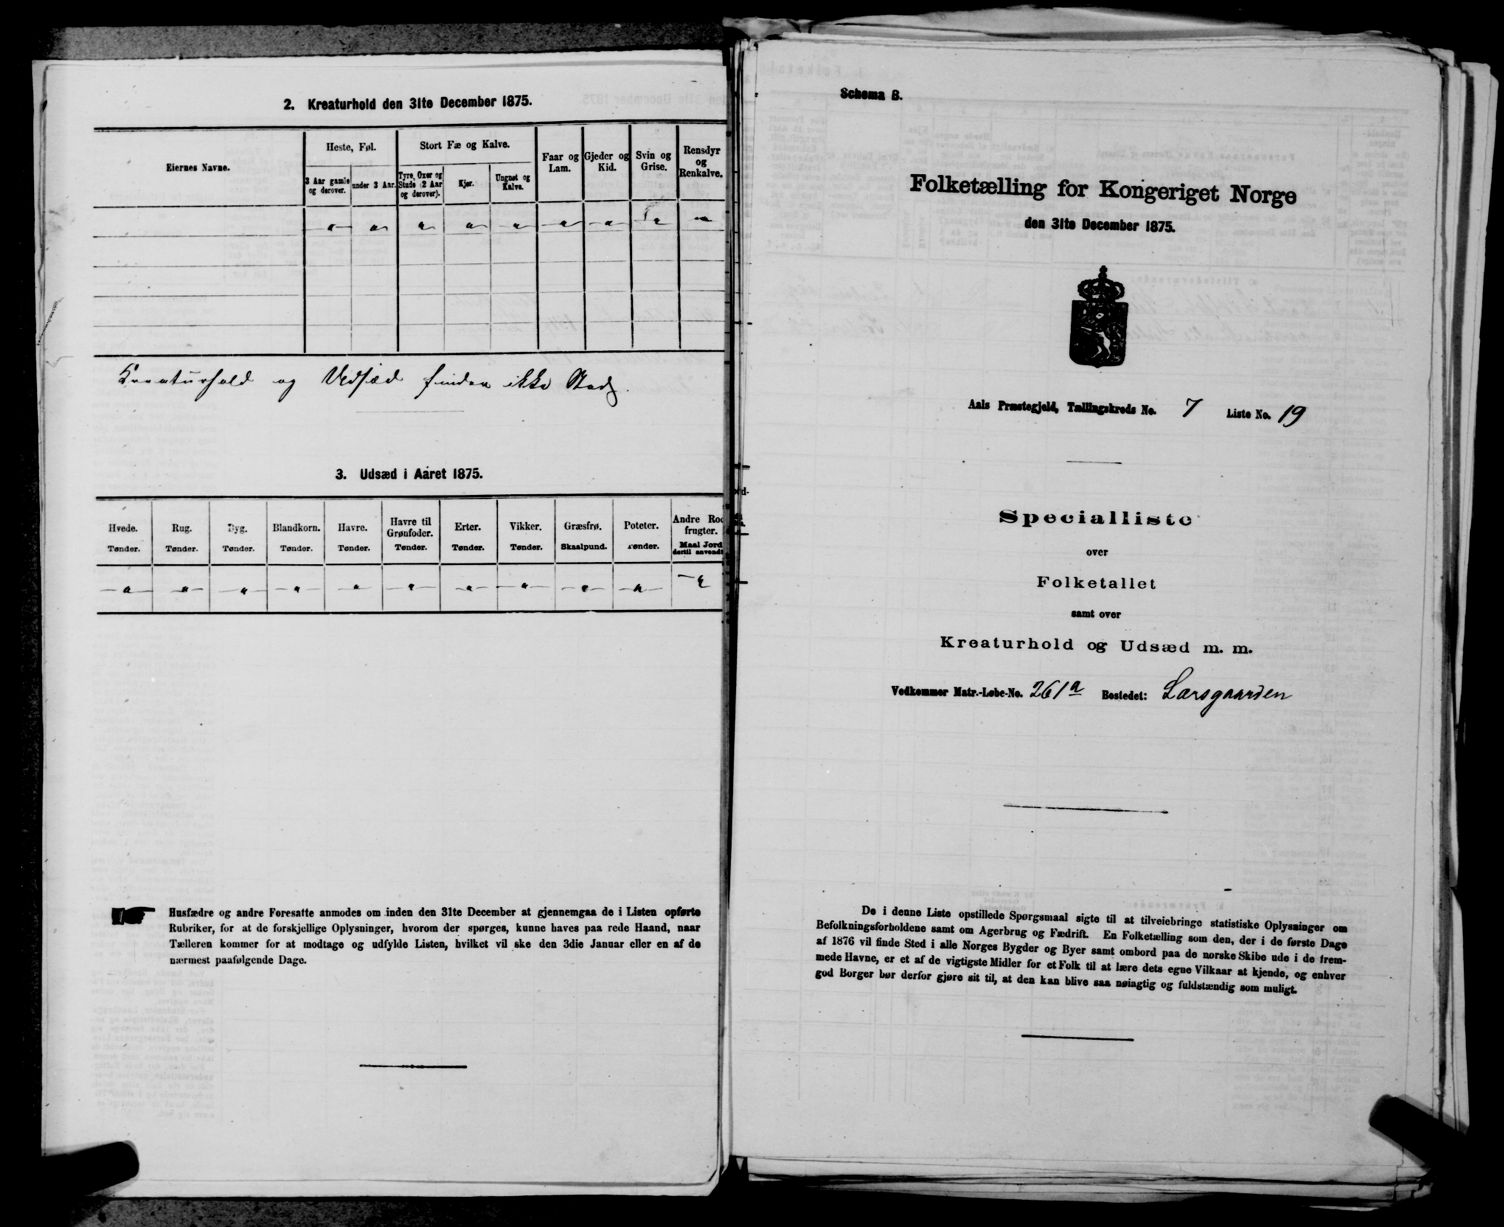 2. Kreaturhold den 31te December 1875.
Eiernes Navne.
Heste, Føl.
Stort Fæ og Kalve.
Faar og Lam.
Gjeder og Kid.
Svin og Grise.
Rensdyr og Renkalve.
3 Aar gamle og derover.
under 3 Aar.
Tyre, Oxer og Stude (2 Aar og derover).
Kjør.
Ungnøt og Kalve.
Kreaturhold og Udsæd finder ikke Sted.
3. Udsæd i Aaret 1875.
Hvede.
Rug.
Byg.
Blandkorn.
Havre.
Havre til Grønfoder.
Erter.
Vikker.
Græsfrø.
Poteter.
Andre Rod frugter.
Tønder.
Tønder.
Tønder.
Tønder.
Tønder.
Tønder.
Tønder.
Tønder.
Skaalpund.
Tønder.
Maal Jord dertil anvendt
Husfædre og andre Foresatte anmodes om inden den 31te December at gjennemgaa de i Listen opførte
Rubriker, for at de forskjellige Oplysninger, hvorom der spørges, kunne haves paa rede Haand, naar
Tælleren kommer for at modtage og udfylde Listen, hvilket vil ske den 3die Januar eller en af de
nærmest paafølgende Dage.
Schema B.
Folketælling for Kongeriget Norge
den 31te December 1875.
Aals Præstegjeld, Tællingskreds No. 7 Liste No. 19
Specialliste
over
Folketallet
samt over
Kreaturhold og Udsæd m. m.
Vedkommer Matr.-Løbe-No. 261a Bostedet: Larsgaarden
De i denne Liste opstillede Spørgsmaal sigte til at tilveiebringe statistiske Oplysninger om
Befolkningsforholdene samt om Agerbrug og Fædrift. En Folketælling som den, der i de første Dage
af 1876 vil finde Sted i alle Norges Bygder og Byer samt ombord paa de norske Skibe ude i de frem-
mede Havne, er et af de vigtigste Midler for et Folk til at lære dets egne Vilkaar at kjende, og enhver
god Borger bør derfor gjøre sit til, at den kan blive saa nøiagtig og fuldstændig som muligt.